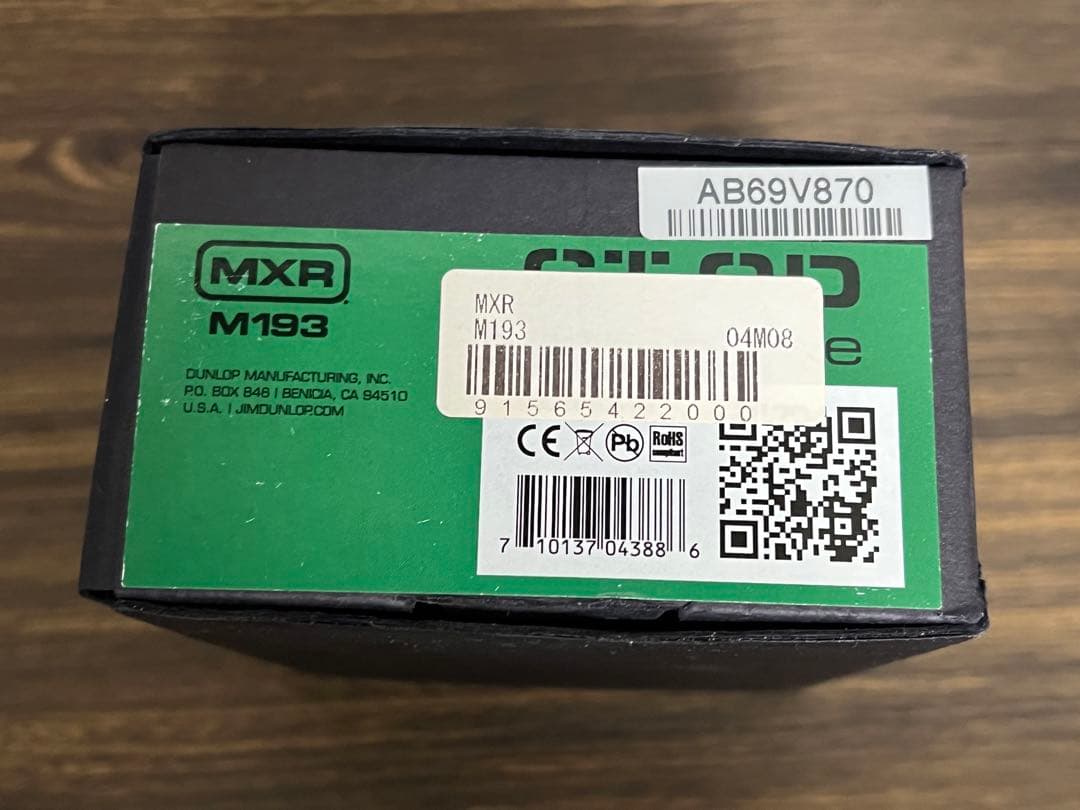 AB69V870
MXR
M193
MXR
M193
04M08
91565422000
DUNLOP MANUFACTURING, INC.
P.O. BOX 846 | BENICIA, CA 94510
U.S.A. | JIMDUNLOP.COM
CE
Pb
RoHS
compliant
7 10137 04388 6